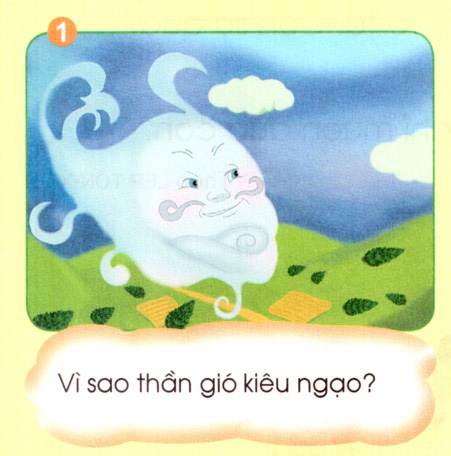 1
Vì sao thần gió kiêu ngạo?